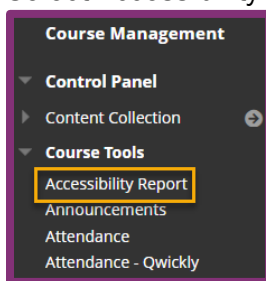 Course Management
Control Panel
Content Collection
Course Tools
Accessibility Report
Announcements
Attendance
Attendance - Qwickly